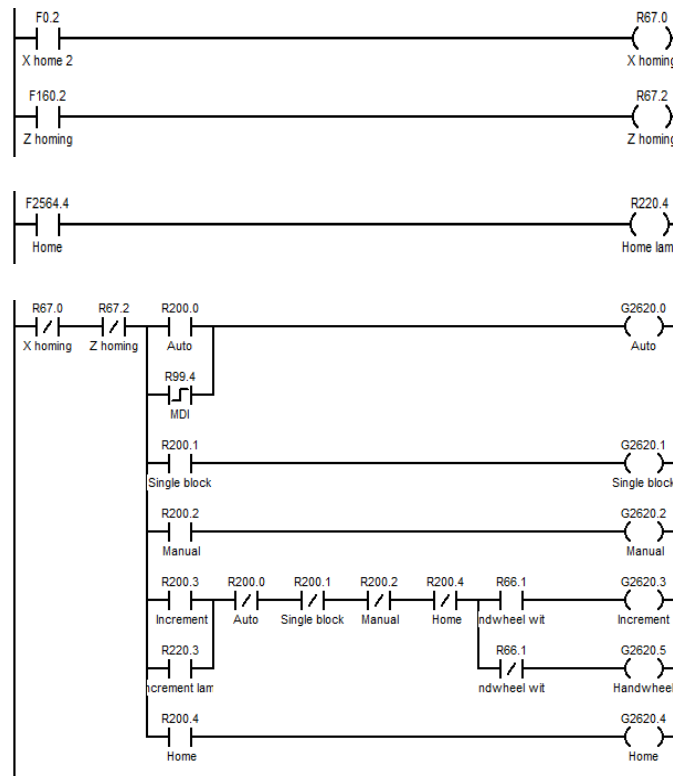 F0.2 R67.0
X home 2 X homing
F160.2 R67.2
Z homing Z homing
F2564.4 R220.4
Home Home lam
R67.0 R67.2 R200.0 G2620.0
X homing Z homing Auto Auto
R99.4
MDI
R200.1 G2620.1
Single block Single block
R200.2 G2620.2
Manual Manual
R200.3 R200.0 R200.1 R200.2 R200.4 R66.1 G2620.3
Increment Auto Single block Manual Home ndwheel wit Increment
R220.3 R66.1 G2620.5
ncrement lam ndwheel wit Handwheel
R200.4 G2620.4
Home Home